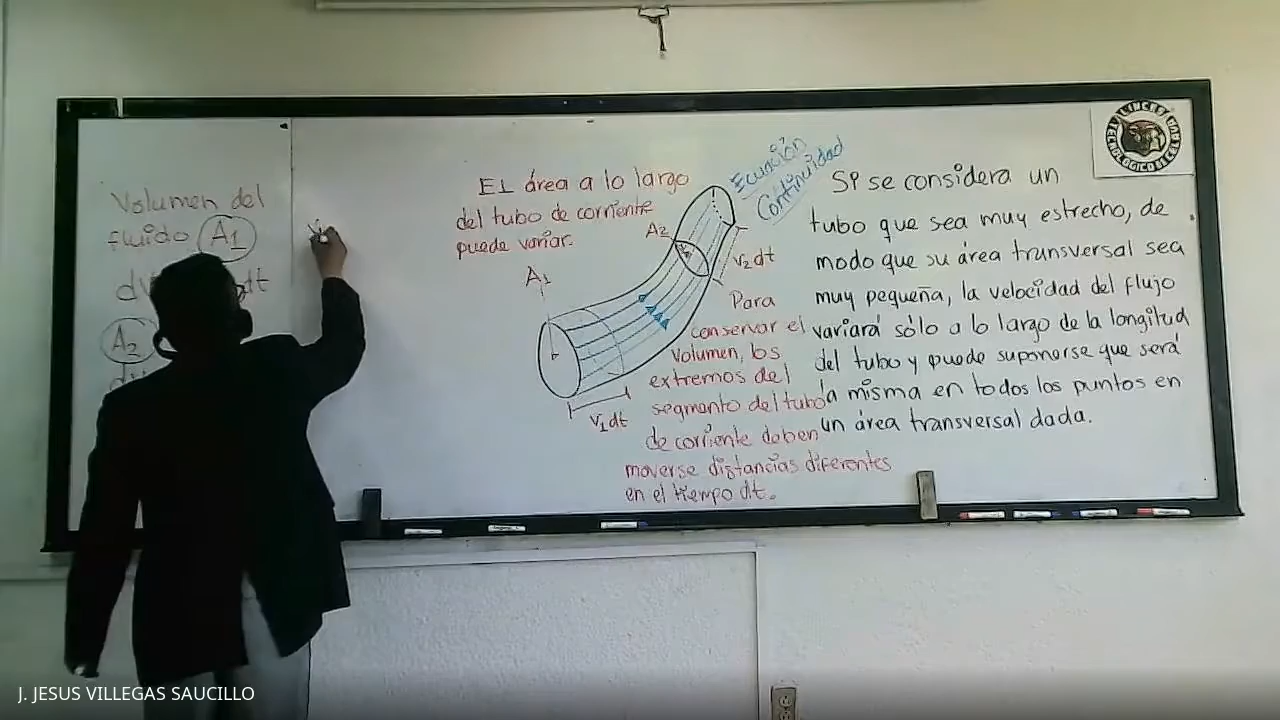 Volumen del
fluido A1
dt
A2
El área a lo largo
del tubo de corriente
puede variar.
A1
A2
v1dt
v2dt
Ecuación
Continuidad
Para
conservar el
Volumen, los
extremos del
segmento del tubo
de corriente deben
moverse distancias diferentes
en el tiempo dt.
Si se considera un
tubo que sea muy estrecho, de
modo que su área transversal sea
muy pequeña, la velocidad del flujo
variará sólo a lo largo de la longitud
del tubo y puede suponerse que será
la misma en todos los puntos en
un área transversal dada.
J. JESUS VILLEGAS SAUCILLO